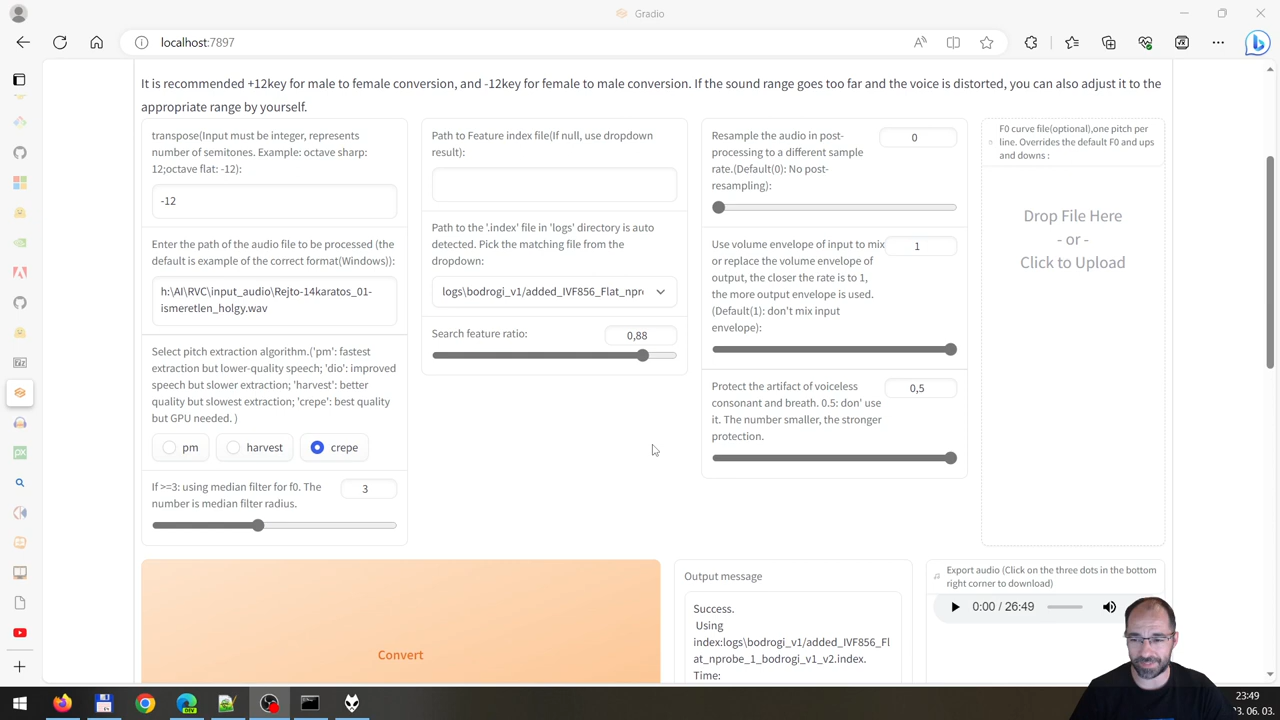 Gradio
localhost:7897
It is recommended +12key for male to female conversion, and -12key for female to male conversion. If the sound range goes too far and the voice is distorted, you can also adjust it to the
appropriate range by yourself.
transpose(Input must be integer, represents
number of semitones. Example: octave sharp:
12;octave flat: -12):
-12
Enter the path of the audio file to be processed (the
default is example of the correct format(Windows)):
h:\AI\RVC\input_audio\Rejto-14karatos_01-
ismeretlen_holgy.wav
Select pitch extraction algorithm.('pm': fastest
extraction but lower-quality speech; 'dio': improved
speech but slower extraction; 'harvest': better
quality but slowest extraction; 'crepe': best quality
but GPU needed. )
pm
harvest
crepe
If >=3: using median filter for f0. The
number is median filter radius.
3
Path to Feature index file(If null, use dropdown
result):
Path to the '.index' file in 'logs' directory is auto
detected. Pick the matching file from the
dropdown:
logs\bodrogi_v1/added_IVF856_Flat_npr
Search feature ratio:
0,88
Resample the audio in post-
processing to a different sample
rate.(Default(0): No post-
resampling):
0
Use volume envelope of input to mix
or replace the volume envelope of
output, the closer the rate is to 1,
the more output envelope is used.
(Default(1): don't mix input
envelope):
1
Protect the artifact of voiceless
consonant and breath. 0.5: don' use
it. The number smaller, the stronger
protection.
0,5
F0 curve file(optional),one pitch per
line. Overrides the default F0 and ups
and downs :
Drop File Here
- or -
Click to Upload
Convert
Output message
Success.
Using
index:logs\bodrogi_v1/added_IVF856_Fl
at_nprobe_1_bodrogi_v1_v2.index.
Time:
Export audio (Click on the three dots in the bottom
right corner to download)
0:00 / 26:49
23:49
23. 06. 03.